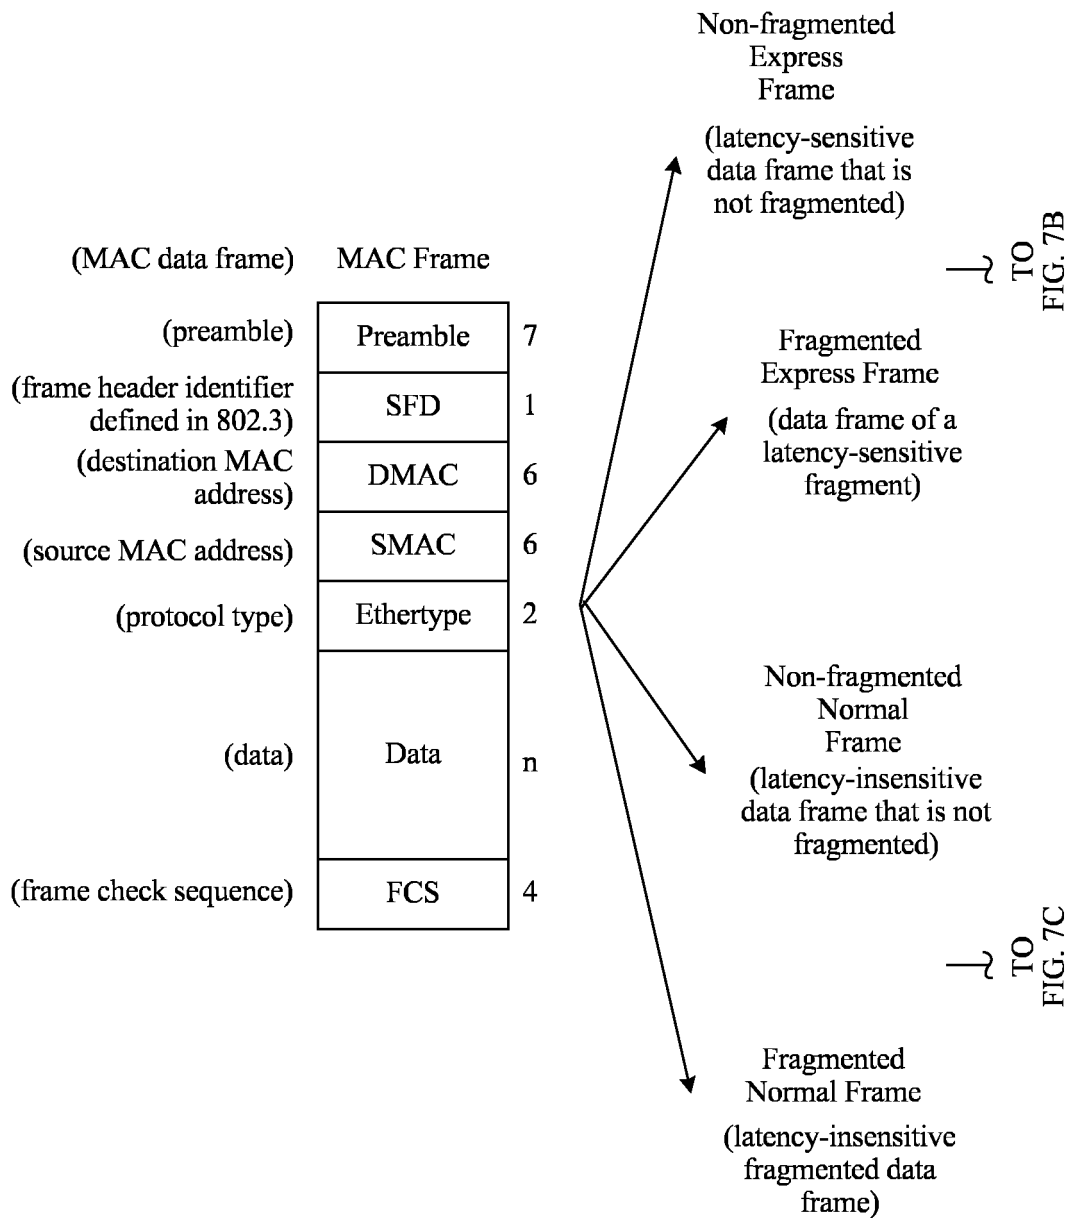 (MAC data frame) MAC Frame
(preamble) Preamble 7
(frame header identifier
defined in 802.3) SFD 1
(destination MAC
address) DMAC 6
(source MAC address) SMAC 6
(protocol type) Ethertype 2
(data) Data n
(frame check sequence) FCS 4
Non-fragmented
Express
Frame
(latency-sensitive
data frame that is
not fragmented)
TO
FIG. 7B
Fragmented
Express Frame
(data frame of a
latency-sensitive
fragment)
Non-fragmented
Normal
Frame
(latency-insensitive
data frame that is not
fragmented)
TO
FIG. 7C
Fragmented
Normal Frame
(latency-insensitive
fragmented data
frame)